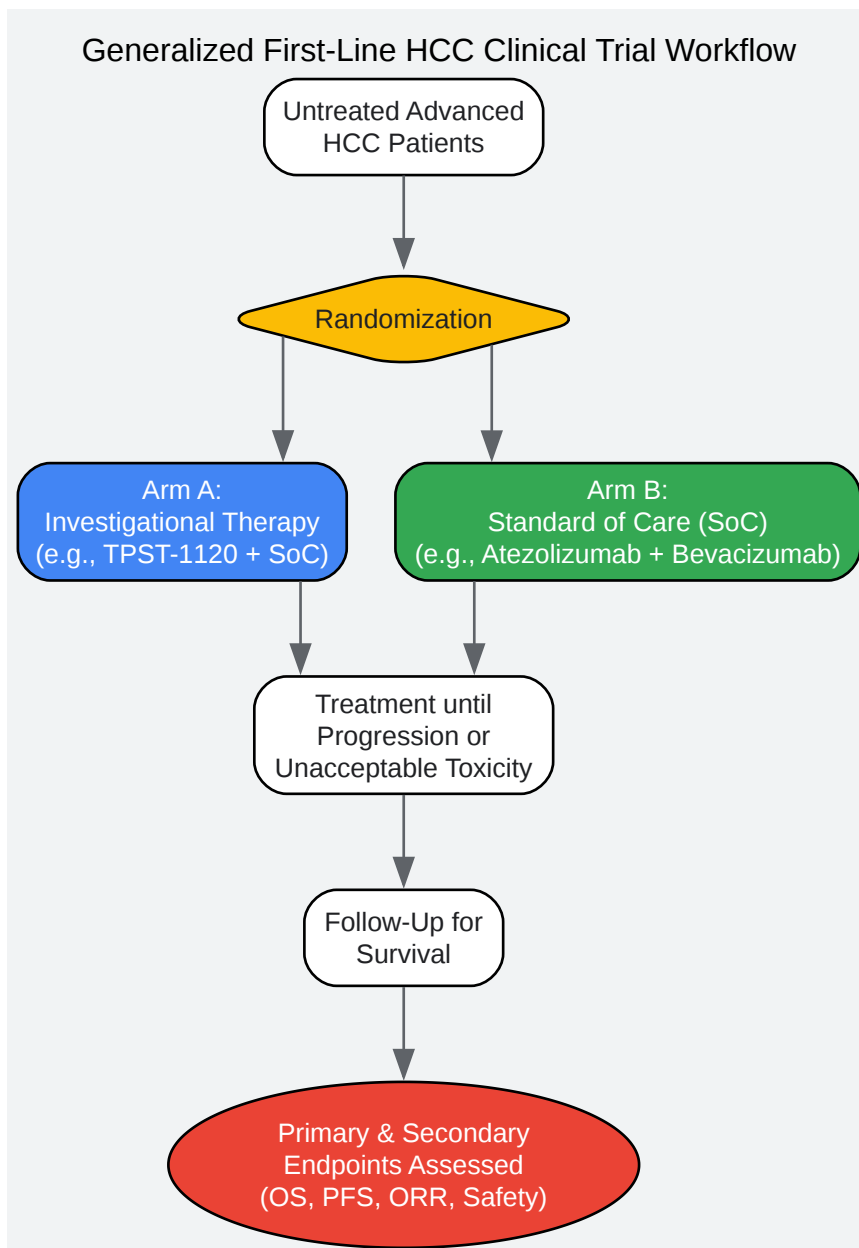 Generalized First-Line HCC Clinical Trial Workflow
Untreated Advanced
HCC Patients
Randomization
Arm A:
Investigational Therapy
(e.g., TPST-1120 + SoC)
Arm B:
Standard of Care (SoC)
(e.g., Atezolizumab + Bevacizumab)
Treatment until
Progression or
Unacceptable Toxicity
Follow-Up for
Survival
Primary & Secondary
Endpoints Assessed
(OS, PFS, ORR, Safety)